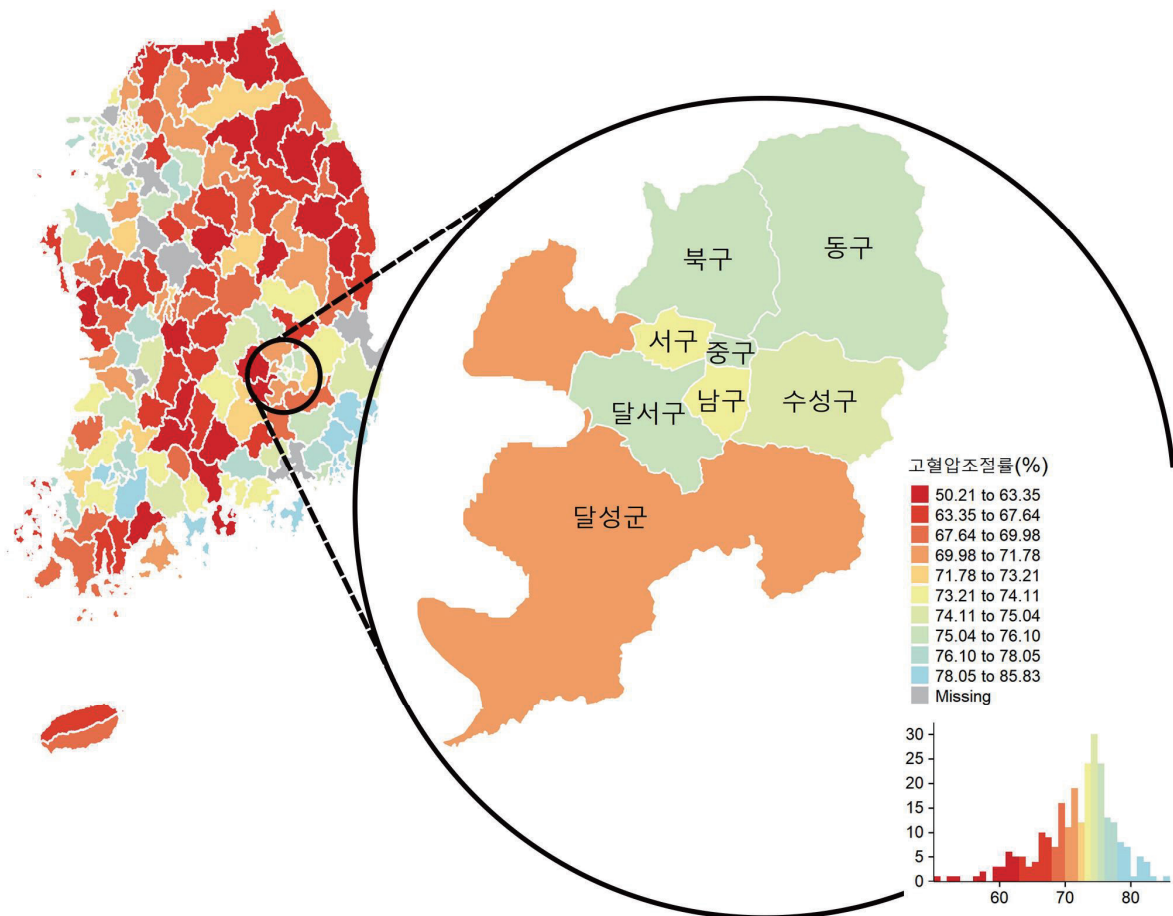 북구
동구
서구
중구
달서구
남구
수성구
달성군
고혈압조절률(%)
50.21 to 63.35
63.35 to 67.64
67.64 to 69.98
69.98 to 71.78
71.78 to 73.21
73.21 to 74.11
74.11 to 75.04
75.04 to 76.10
76.10 to 78.05
78.05 to 85.83
Missing
30
25
20
15
10
5
0
60 70 80